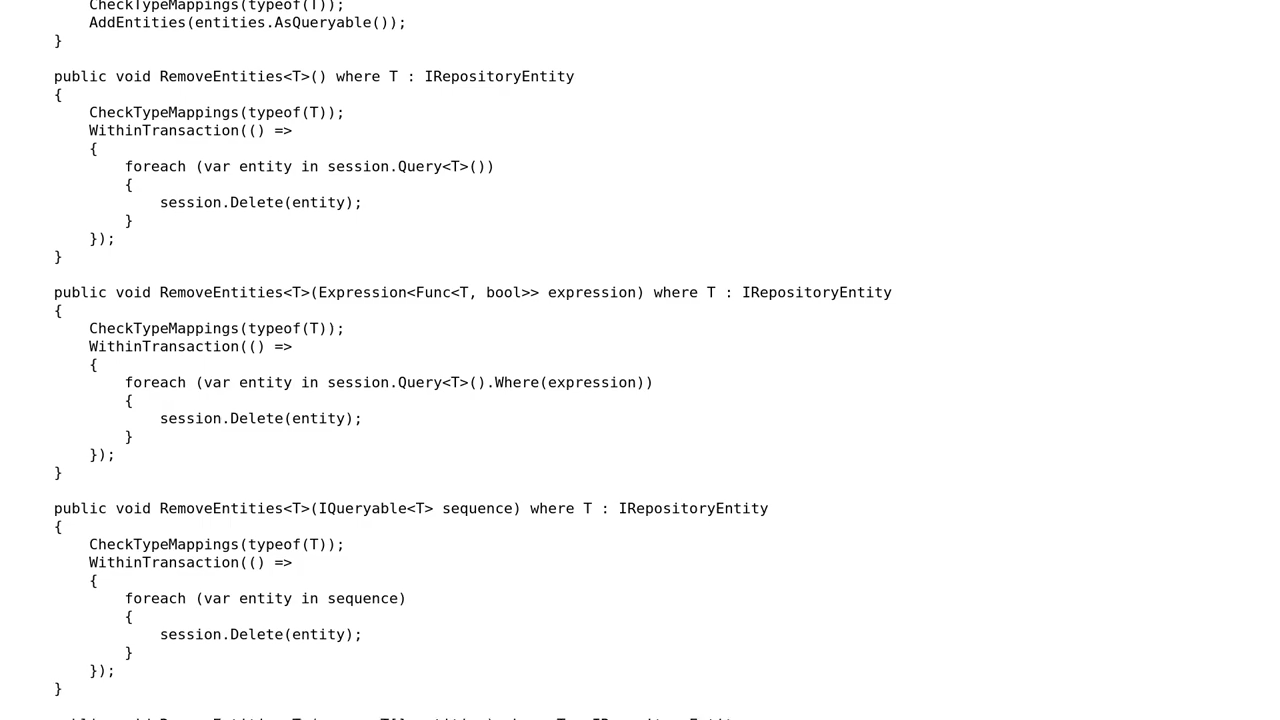 CheckTypeMappings(typeof(T));
AddEntities(entities.AsQueryable());
}
public void RemoveEntities<T>() where T : IRepositoryEntity
{
CheckTypeMappings(typeof(T));
WithinTransaction(() =>
{
foreach (var entity in session.Query<T>())
{
session.Delete(entity);
}
});
}
public void RemoveEntities<T>(Expression<Func<T, bool>> expression) where T : IRepositoryEntity
{
CheckTypeMappings(typeof(T));
WithinTransaction(() =>
{
foreach (var entity in session.Query<T>().Where(expression))
{
session.Delete(entity);
}
});
}
public void RemoveEntities<T>(IQueryable<T> sequence) where T : IRepositoryEntity
{
CheckTypeMappings(typeof(T));
WithinTransaction(() =>
{
foreach (var entity in sequence)
{
session.Delete(entity);
}
});
}